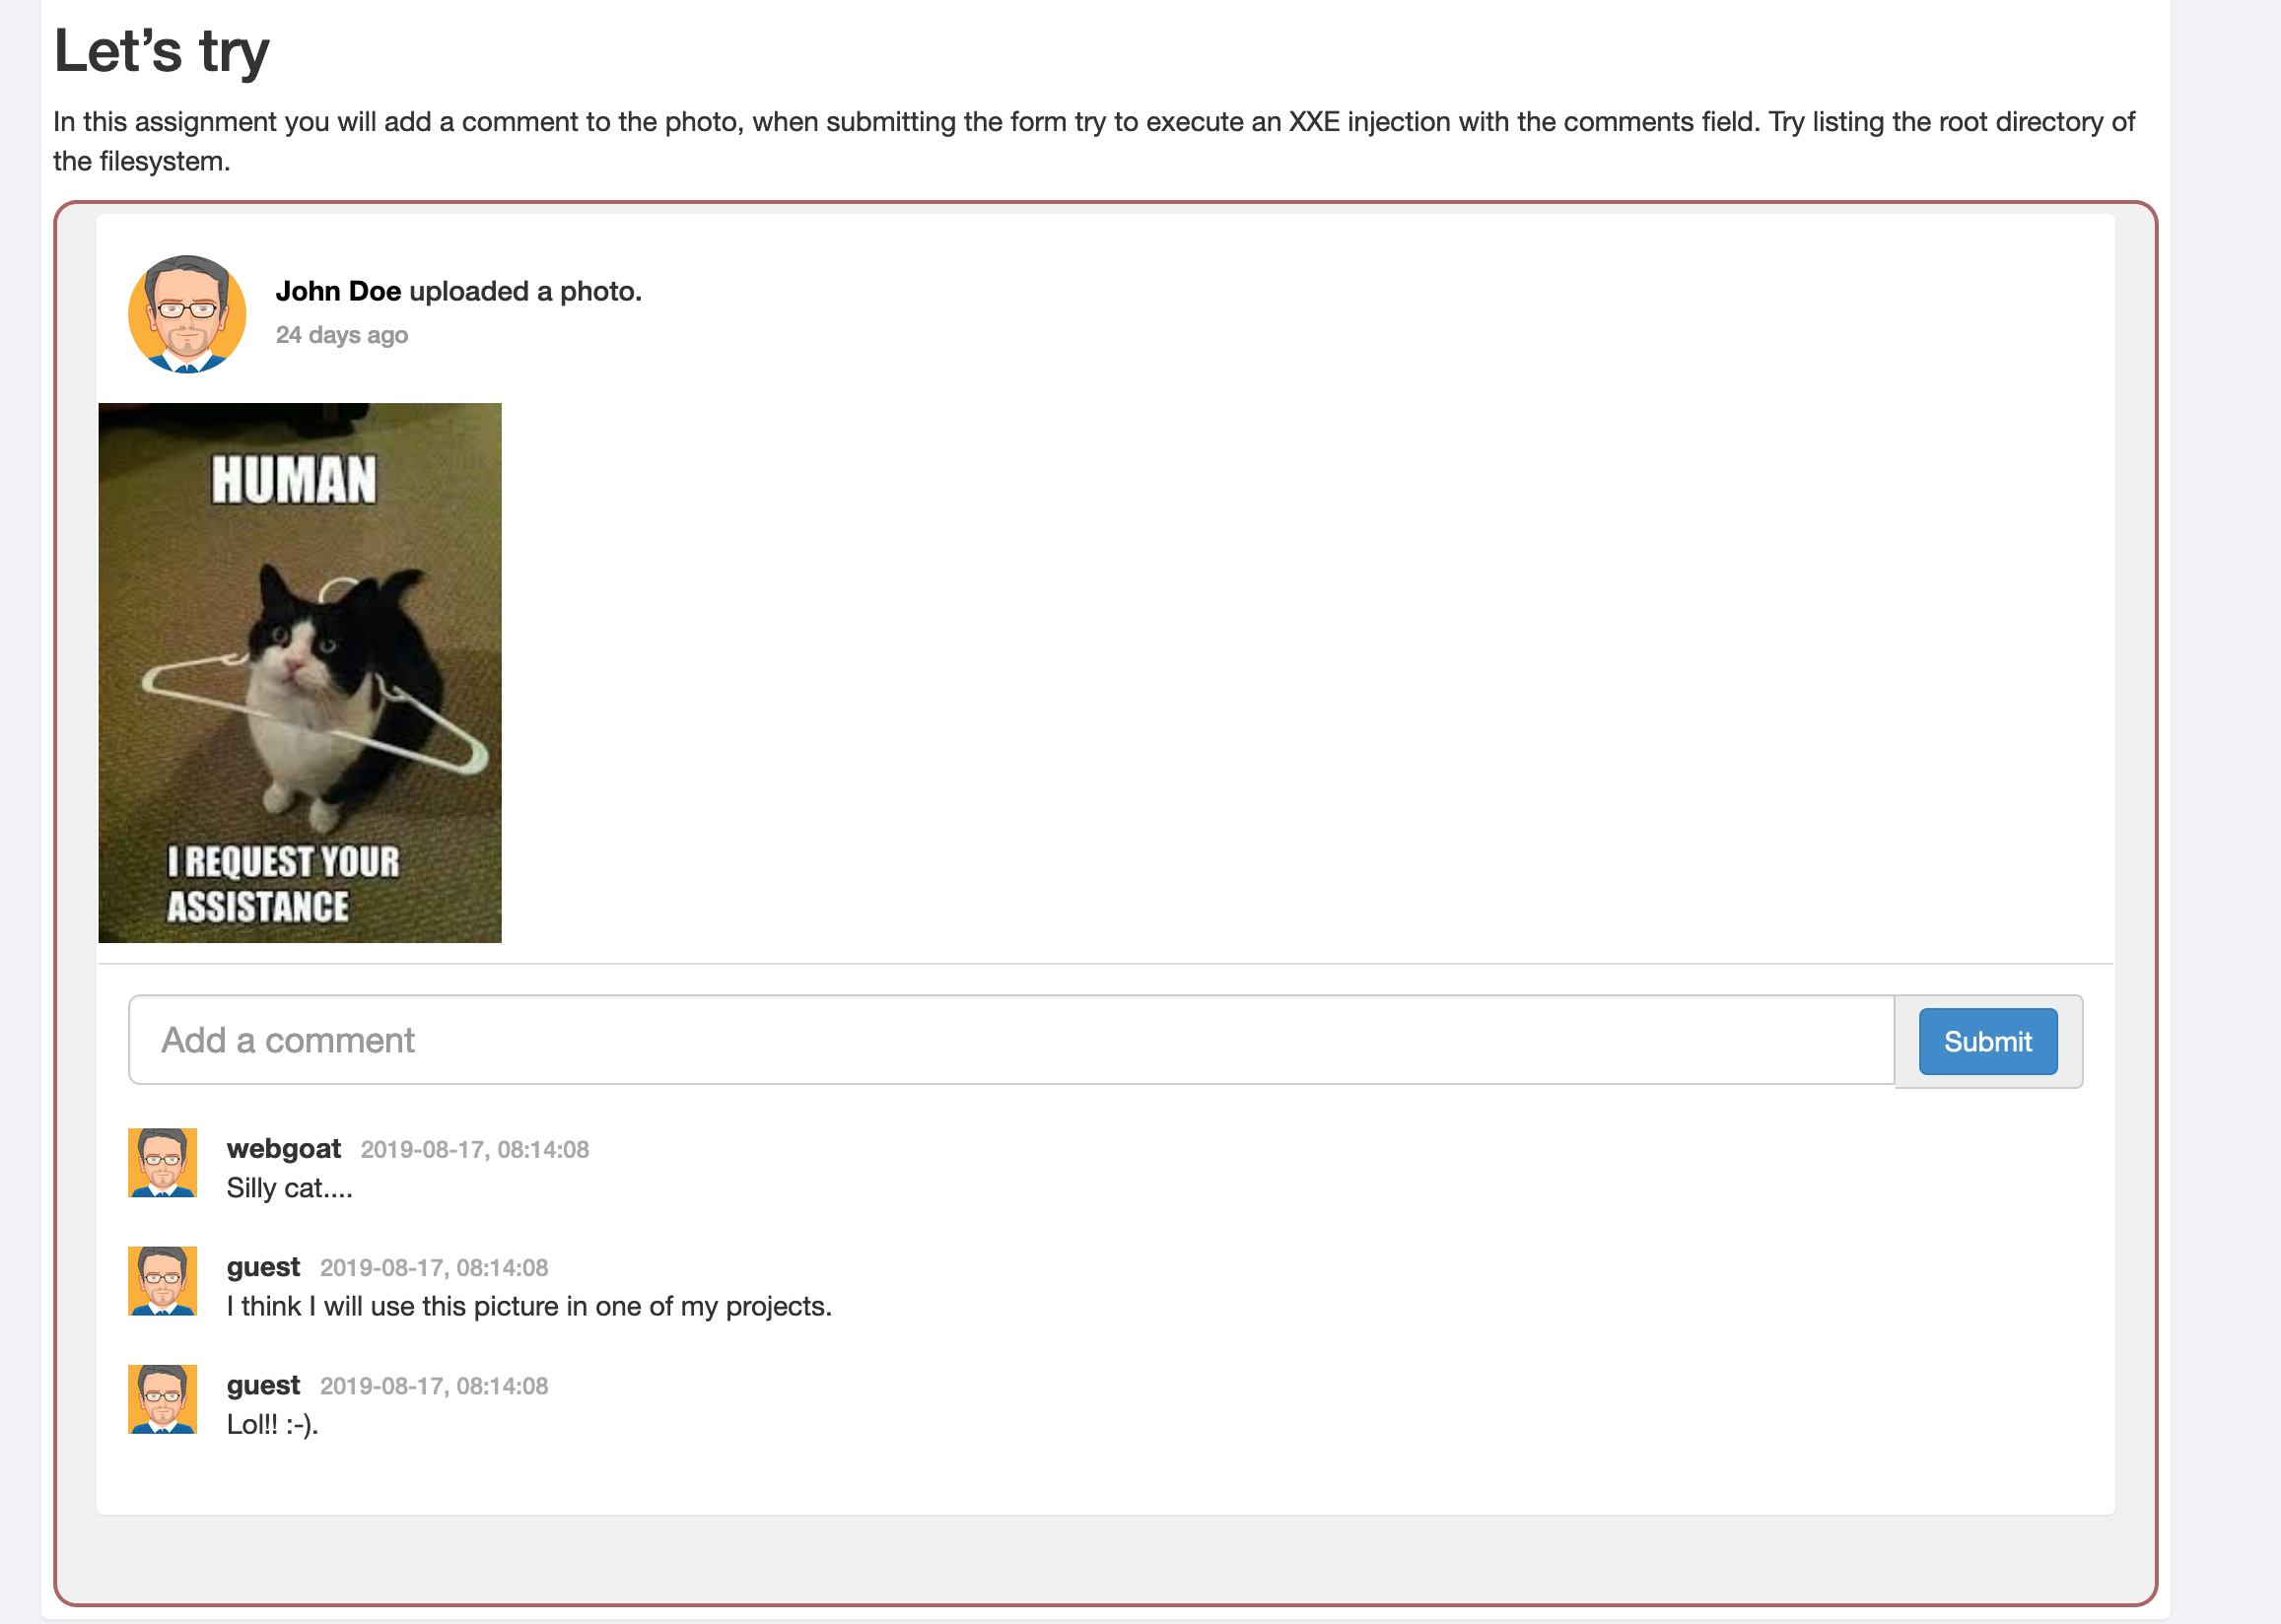 Let’s try
In this assignment you will add a comment to the photo, when submitting the form try to execute an XXE injection with the comments field. Try listing the root directory of
the filesystem.
John Doe uploaded a photo.
24 days ago
HUMAN
I REQUEST YOUR
ASSISTANCE
Add a comment
Submit
webgoat 2019-08-17, 08:14:08
Silly cat....
guest 2019-08-17, 08:14:08
I think I will use this picture in one of my projects.
guest 2019-08-17, 08:14:08
Lol!! :-).